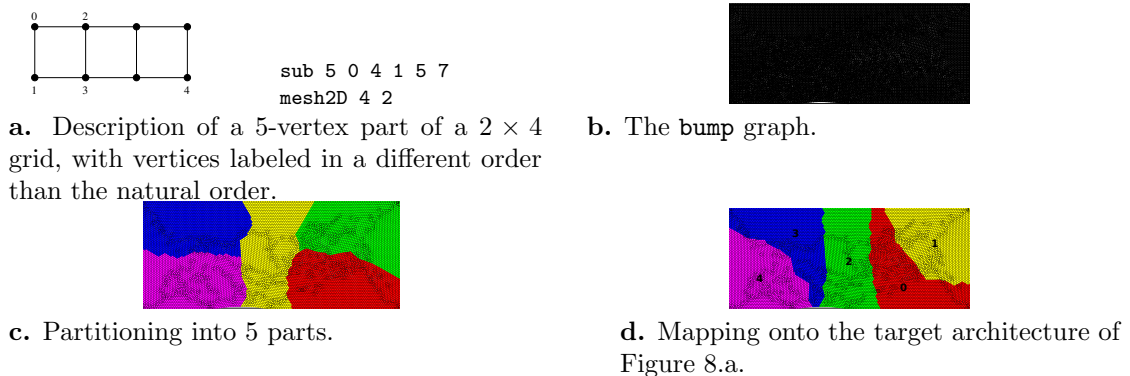 0 2
1 3 4
sub 5 0 4 1 5 7
mesh2D 4 2
a. Description of a 5-vertex part of a 2 × 4
grid, with vertices labeled in a different order
than the natural order.
b. The bump graph.
c. Partitioning into 5 parts.
3
1
2
4
0
d. Mapping onto the target architecture of
Figure 8.a.